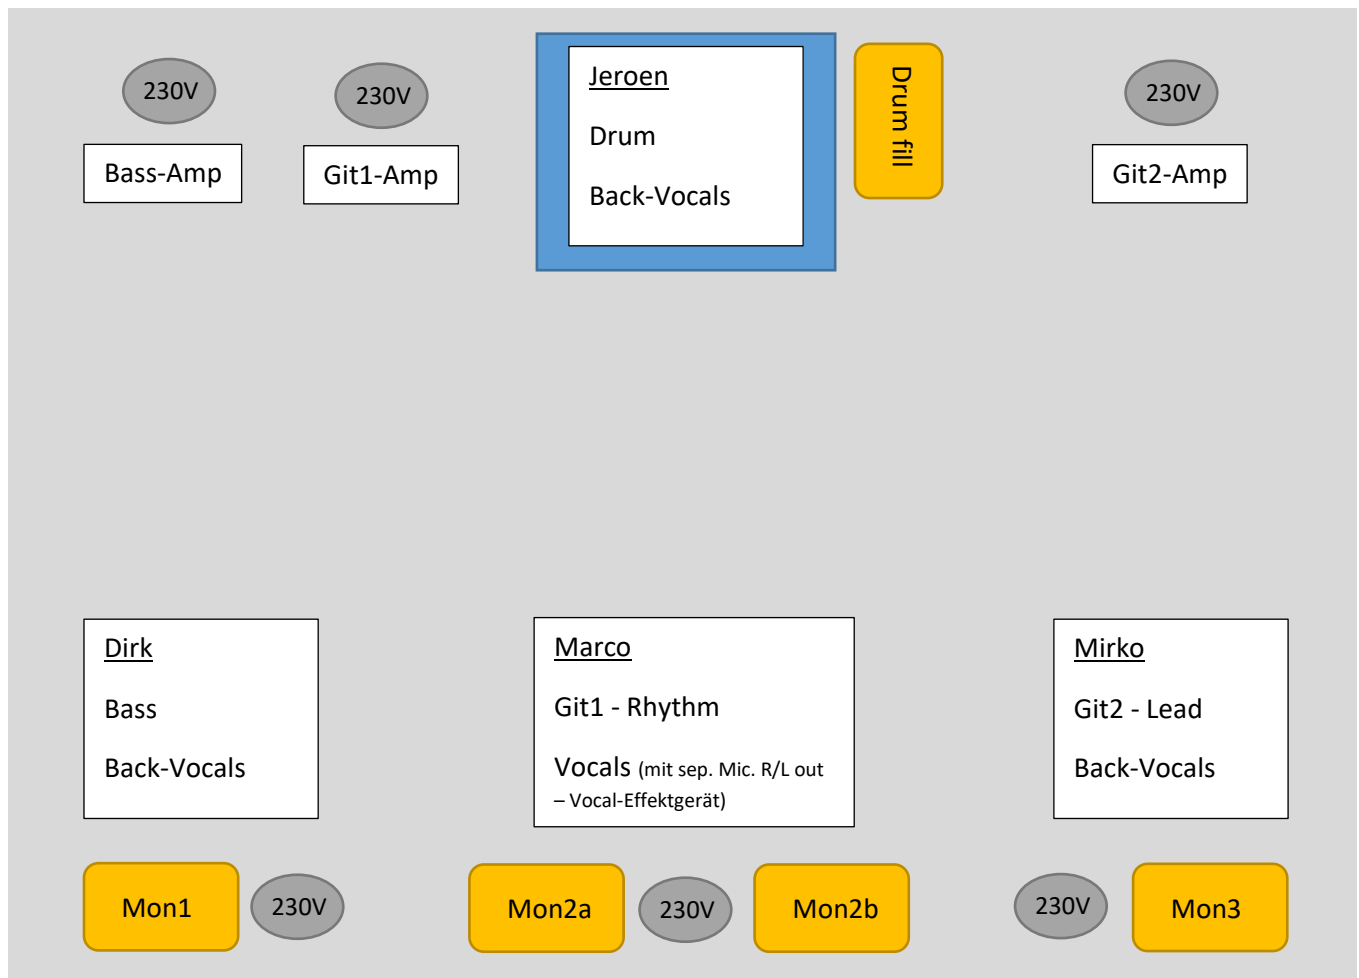 230V
230V
Jeroen
Drum
Back-Vocals
Drum fill
230V
Bass-Amp
Git1-Amp
Git2-Amp
Dirk
Bass
Back-Vocals
Marco
Git1 - Rhythm
Vocals (mit sep. Mic. R/L out
– Vocal-Effektgerät)
Mirko
Git2 - Lead
Back-Vocals
Mon1
230V
Mon2a
230V
Mon2b
230V
Mon3